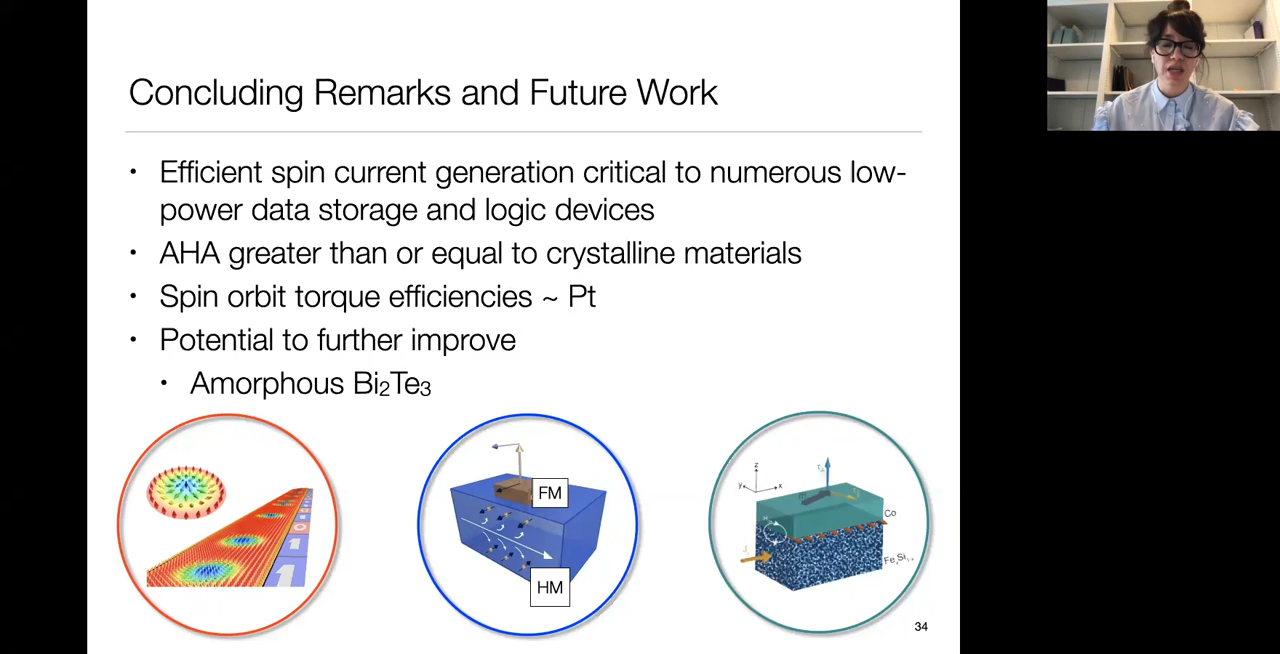 Concluding Remarks and Future Work
• Efficient spin current generation critical to numerous low-
power data storage and logic devices
• AHA greater than or equal to crystalline materials
• Spin orbit torque efficiencies ~ Pt
• Potential to further improve
• Amorphous Bi₂Te₃
FM
HM
z
y
x
Co
34